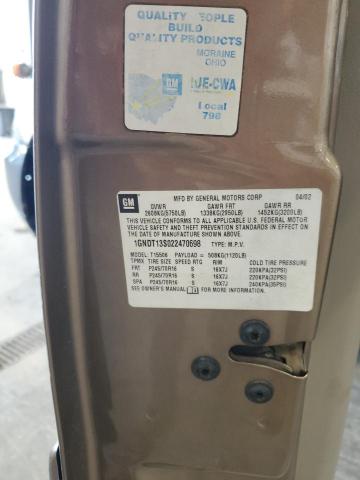 QUALITY PEOPLE
BUILD
QUALITY PRODUCTS
MORAINE
OHIO
GM
IUE-CWA
Local
798
GM
MFD BY GENERAL MOTORS CORP 04/02
GVWR GAWR FRT GAWR RR
2608KG(5750LB) 1338KG(2950LB) 1452KG(3200LB)
THIS VEHICLE CONFORMS TO ALL APPLICABLE U.S. FEDERAL MOTOR
VEHICLE SAFETY AND THEFT PREVENTION STANDARDS IN EFFECT
ON THE DATE OF MANUFACTURE SHOWN ABOVE.
1GNDT13S022470698 TYPE: M.P.V.
MODEL: T15506 PAYLOAD = 508KG(1120LB)
TPMX TIRE SIZE SPEED RTG RIM COLD TIRE PRESSURE
FRT P245/70R16 S 16X7J 220KPA(32PSI)
RR P245/70R16 S 16X7J 220KPA(32PSI)
SPA P245/70R16 S 16X7J 240KPA(35PSI)
SEE OWNER'S MANUAL FOR MORE INFORMATION